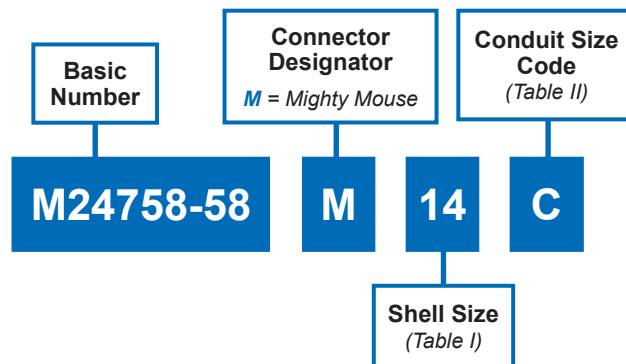 Basic
Number
Connector
Designator
M = Mighty Mouse
Conduit Size
Code
(Table II)
M24758-58
M
14
C
Shell Size
(Table I)